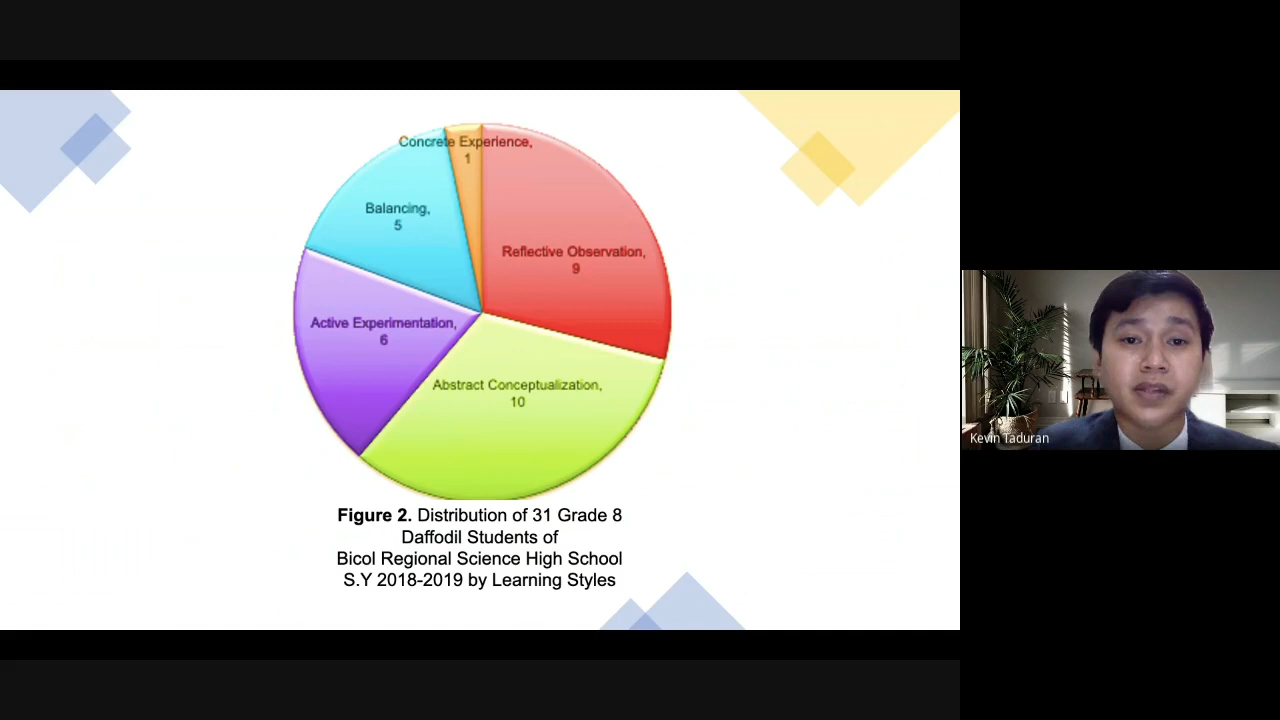 Concrete Experience,
1
Balancing,
5
Reflective Observation,
9
Active Experimentation,
6
Abstract Conceptualization,
10
Figure 2. Distribution of 31 Grade 8
Daffodil Students of
Bicol Regional Science High School
S.Y 2018-2019 by Learning Styles
Kevin Taduran